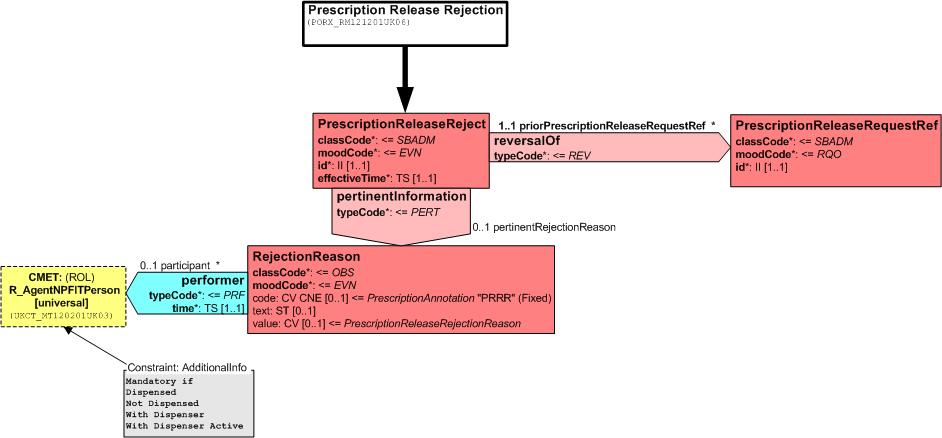 Prescription Release Rejection
(PORX_RM121201UK06)
PrescriptionReleaseReject
classCode*: <= SBADM
moodCode*: <= EVN
id*: II [1..1]
effectiveTime*: TS [1..1]
1..1 priorPrescriptionReleaseRequestRef *
reversalOf
typeCode*: <= REV
PrescriptionReleaseRequestRef
classCode*: <= SBADM
moodCode*: <= RQO
id*: II [1..1]
pertinentInformation
typeCode*: <= PERT
0..1 pertinentRejectionReason
RejectionReason
classCode*: <= OBS
moodCode*: <= EVN
code: CV CNE [0..1] <= PrescriptionAnnotation "PRRR" (Fixed)
text: ST [0..1]
value: CV [0..1] <= PrescriptionReleaseRejectionReason
0..1 participant *
performer
typeCode*: <= PRF
time*: TS [1..1]
CMET: (ROL)
R_AgentNPFITPerson
[universal]
(UKCT_MT120201UK03)
Constraint: AdditionalInfo
Mandatory if
Dispensed
Not Dispensed
With Dispenser
With Dispenser Active